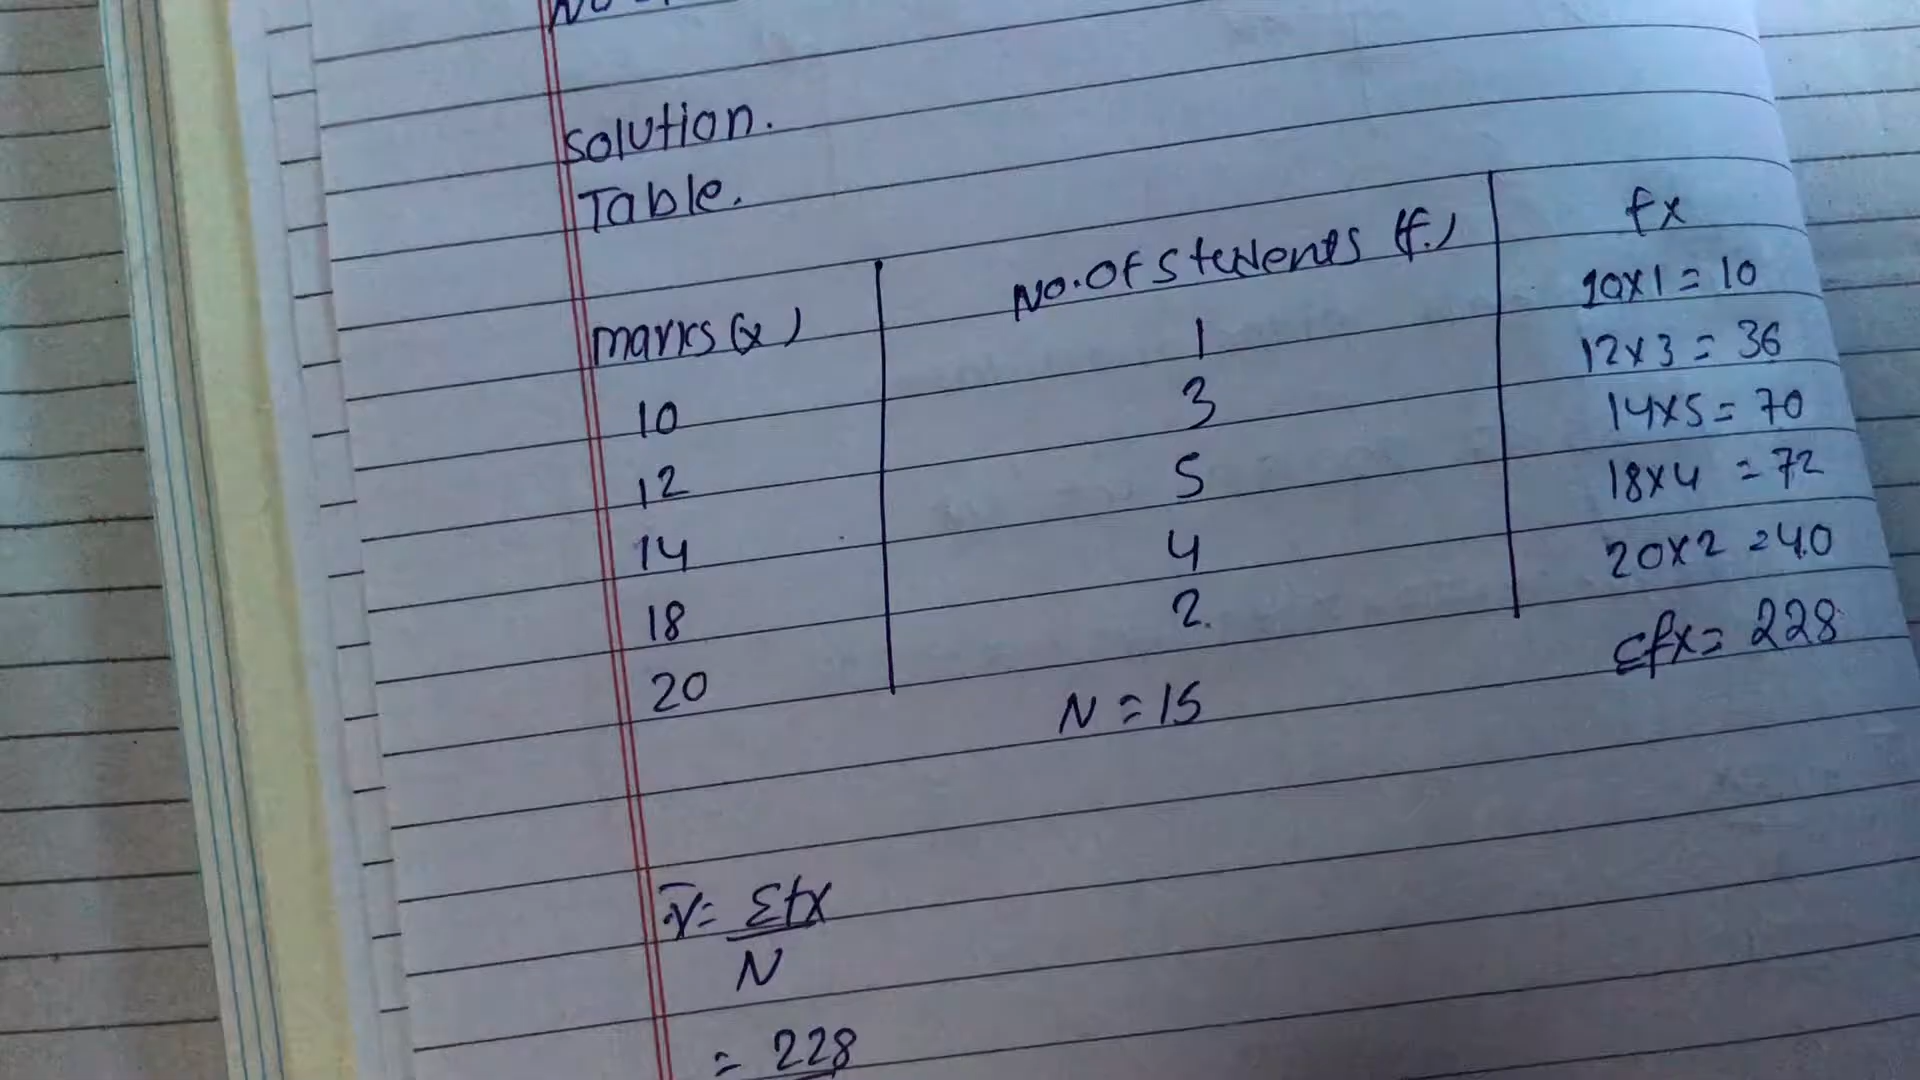 Solution.
Table.
marks (x) No. of Students (f.) fx
10 1 10x1 = 10
12 3 12x3 = 36
14 5 14x5 = 70
18 4 18x4 = 72
20 2. 20x2 = 40
N = 15 Σfx = 228
x̄ = Σfx
N
= 228